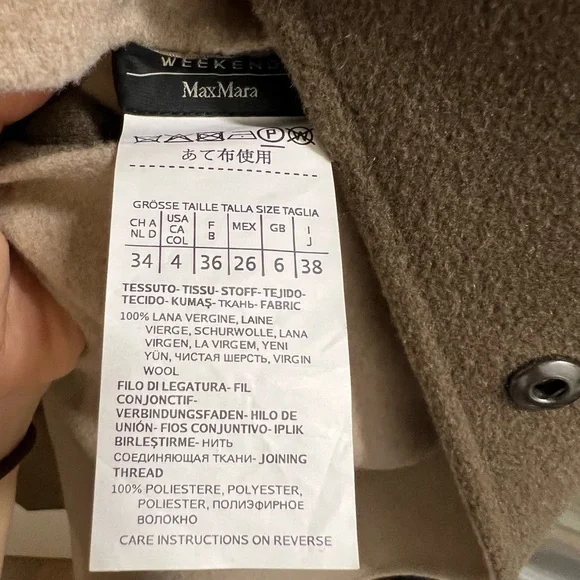 WEEKEND
MaxMara
P W
あて布使用
GRÖSSE TAILLE TALLA SIZE TAGLIA
CH A NL D USA CA COL F B MEX GB I J
34 4 36 26 6 38
TESSUTO- TISSU- STOFF- TEJIDO-
TECIDO- KUMAŞ- ТКАНЬ- FABRIC
100% LANA VERGINE, LAINE
VIERGE, SCHURWOLLE, LANA
VIRGEN, LA VIRGEM, YENI
YÜN, ЧИСТАЯ ШЕРСТЬ, VIRGIN
WOOL
FILO DI LEGATURA- FIL
CONJONCTIF-
VERBINDUNGSFADEN- HILO DE
UNIÓN- FIOS CONJUNTIVO- IPLIK
BIRLEŞTIRME- НИТЬ
СОЕДИНЯЮЩАЯ ТКАНИ- JOINING
THREAD
100% POLIESTERE, POLYESTER,
POLIESTER, ПОЛИЭФИРНОЕ
ВОЛОКНО
CARE INSTRUCTIONS ON REVERSE